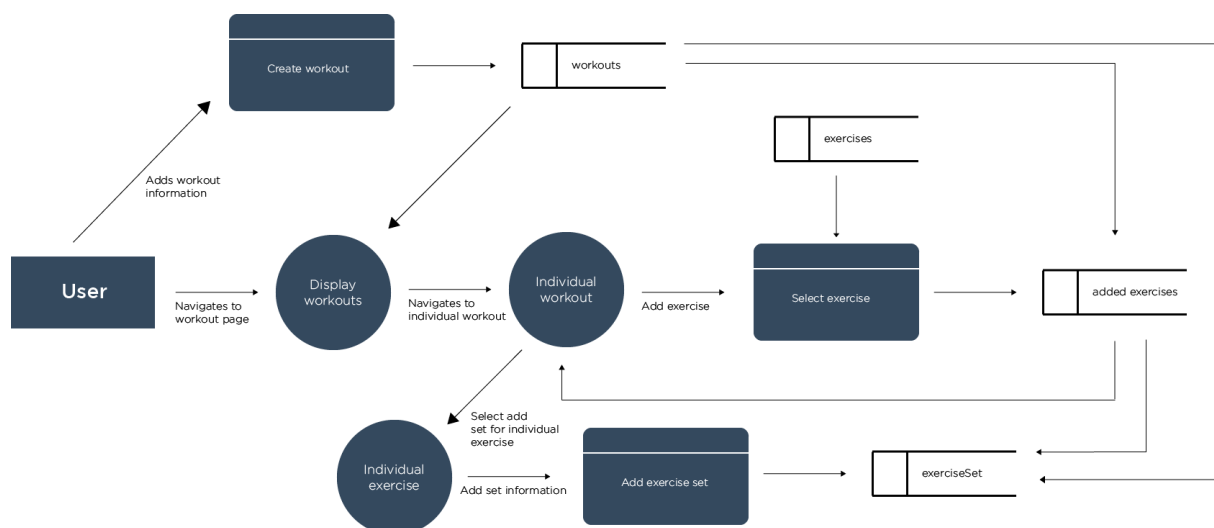 Create workout
workouts
exercises
Adds workout
information
User
Navigates to
workout page
Display
workouts
Navigates to
individual workout
Individual
workout
Add exercise
Select exercise
added exercises
Select add
set for individual
exercise
Individual
exercise
Add set information
Add exercise set
exerciseSet